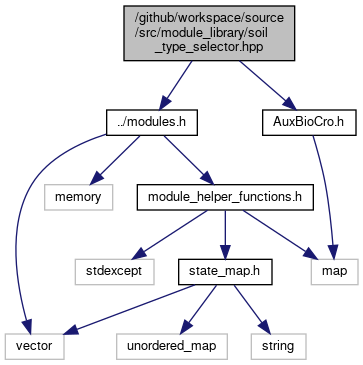 /github/workspace/source
/src/module_library/soil
_type_selector.hpp
../modules.h
AuxBioCro.h
memory
module_helper_functions.h
stdexcept
state_map.h
map
vector
unordered_map
string